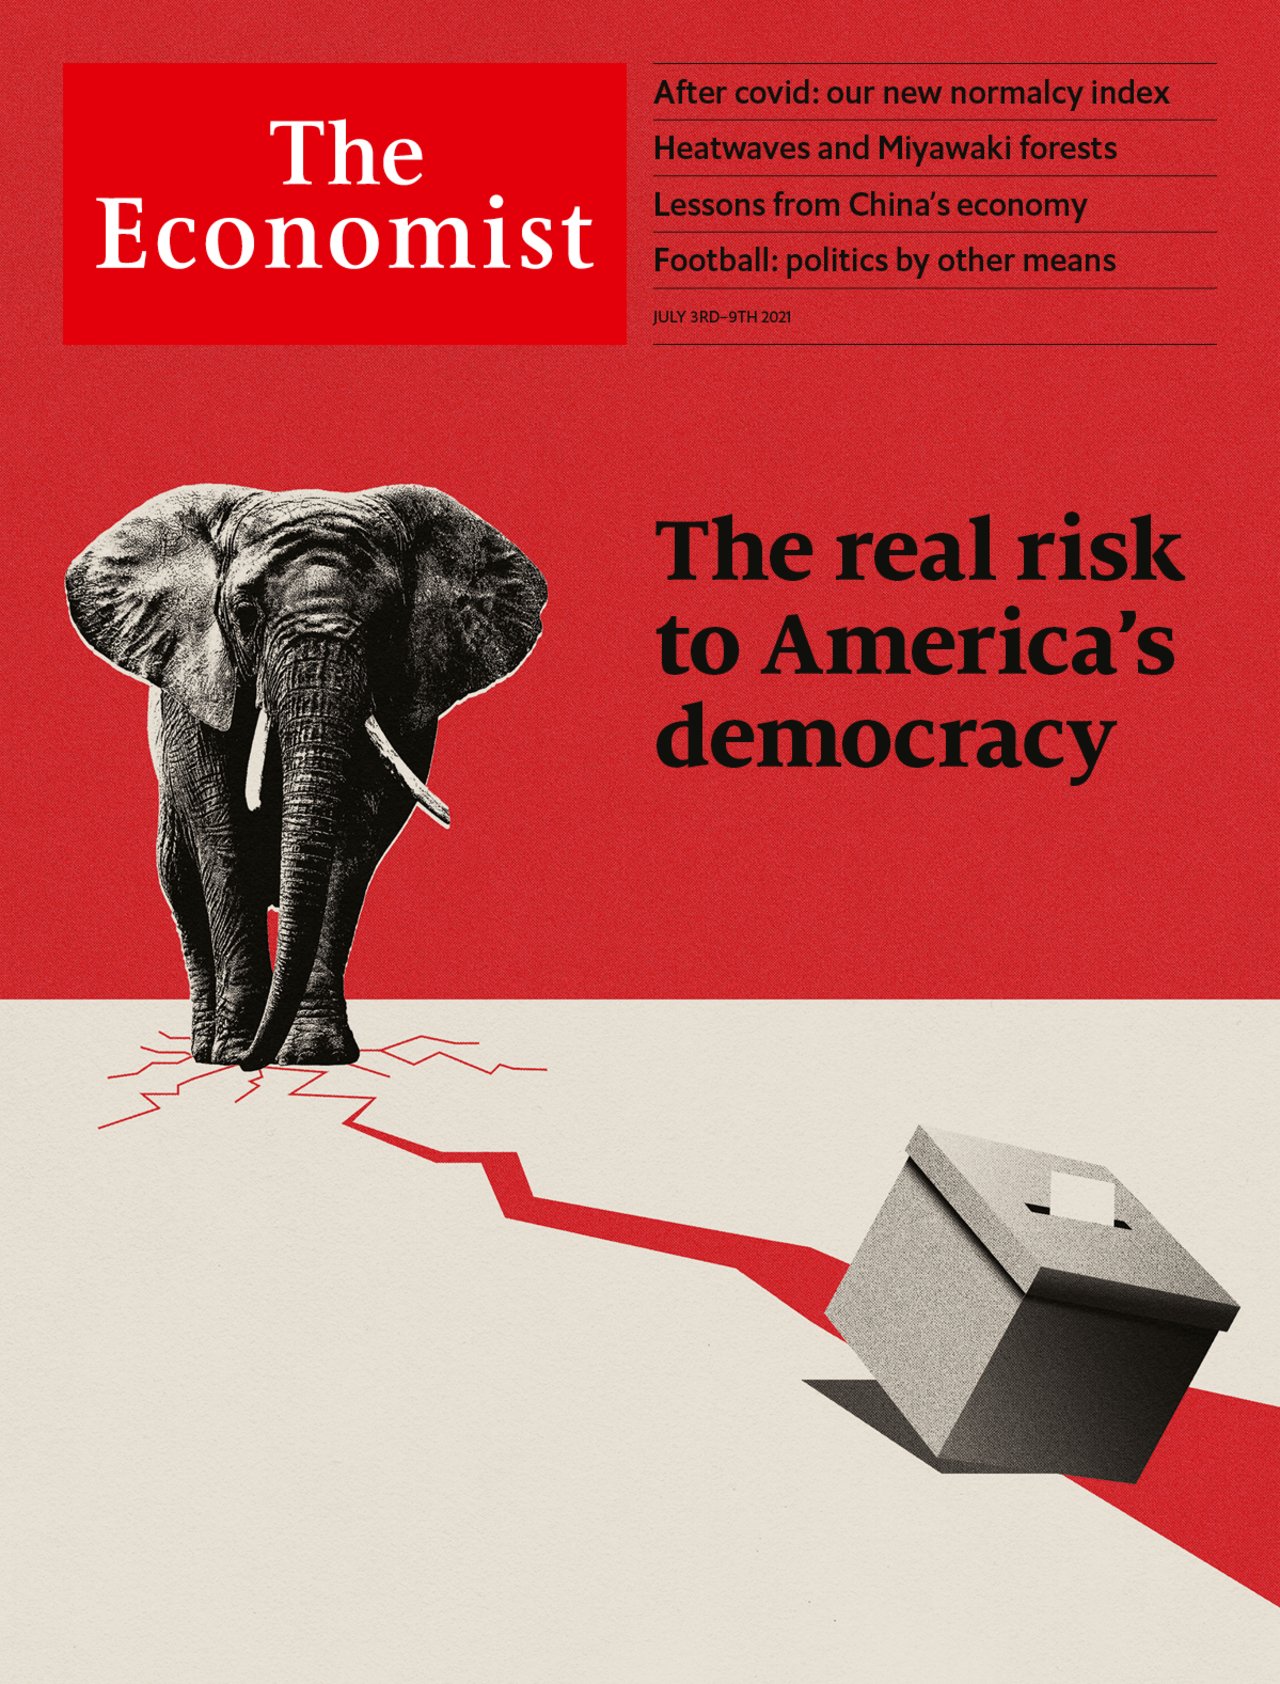 The
Economist
After covid: our new normalcy index
Heatwaves and Miyawaki forests
Lessons from China’s economy
Football: politics by other means
JULY 3RD–9TH 2021
The real risk
to America’s
democracy